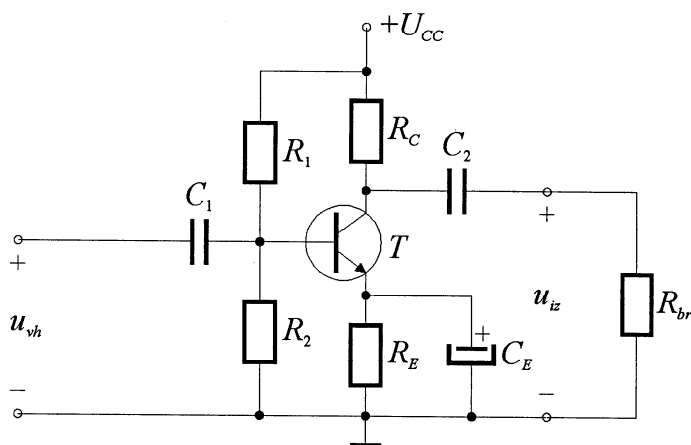 +U_CC
R_1
R_C
C_2
C_1
T
+
+
u_vh
R_2
R_E
+
C_E
u_iz
R_br
−
−